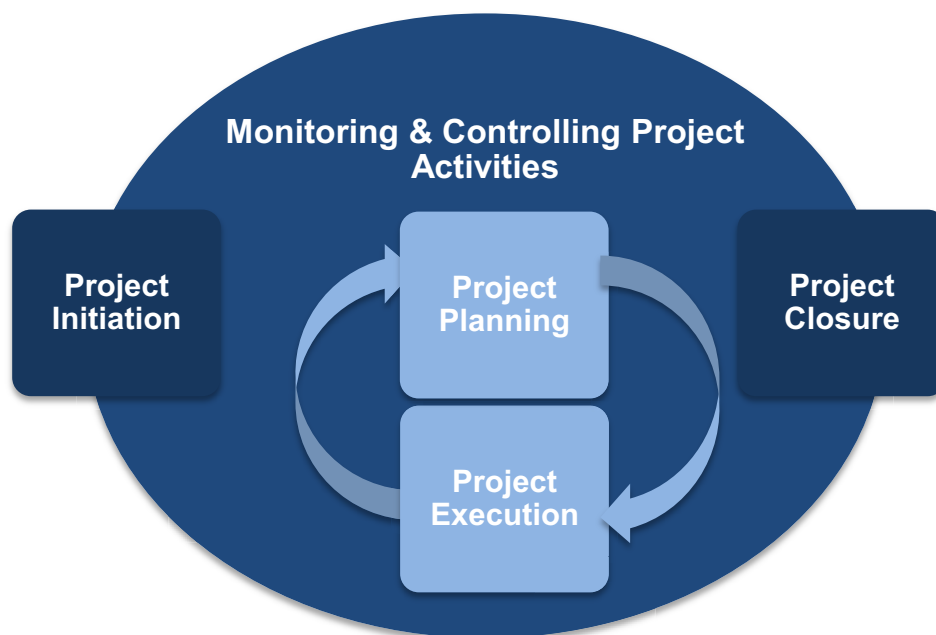 Monitoring & Controlling Project
Activities
Project
Initiation
Project
Planning
Project
Closure
Project
Execution